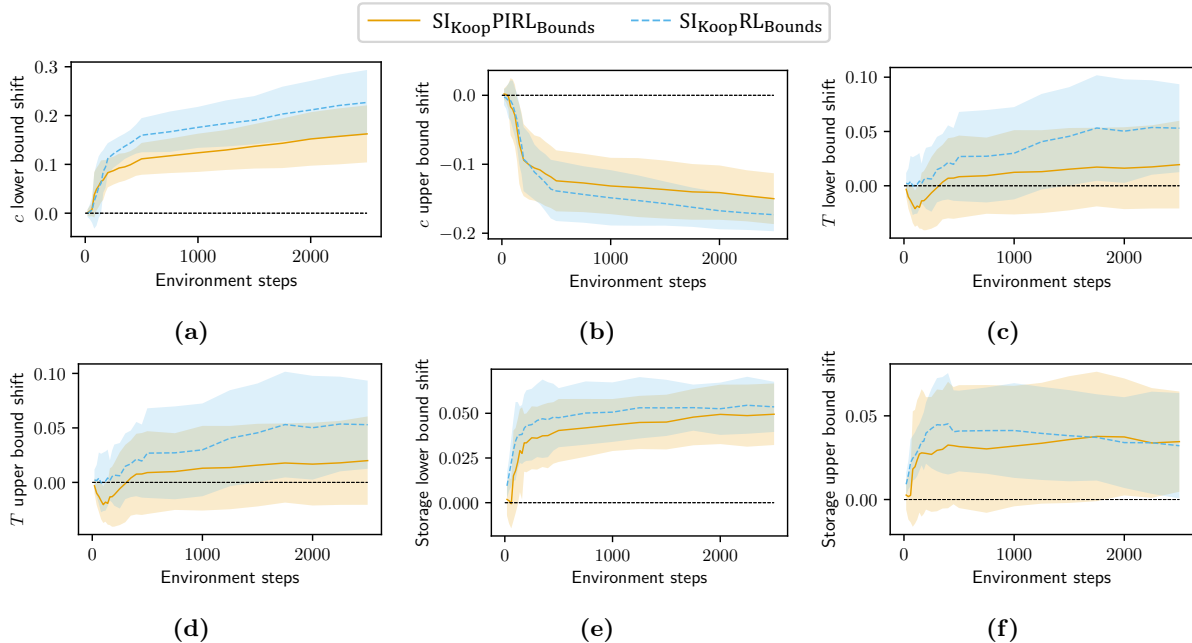 SI_Koop PIRL_Bounds SI_Koop RL_Bounds
c lower bound shift
0.3
0.2
0.1
0.0
0 1000 2000
Environment steps
(a)
c upper bound shift
0.0
−0.1
−0.2
0 1000 2000
Environment steps
(b)
T lower bound shift
0.10
0.05
0.00
0 1000 2000
Environment steps
(c)
T upper bound shift
0.10
0.05
0.00
0 1000 2000
Environment steps
(d)
Storage lower bound shift
0.050
0.025
0.000
0 1000 2000
Environment steps
(e)
Storage upper bound shift
0.05
0.00
0 1000 2000
Environment steps
(f)